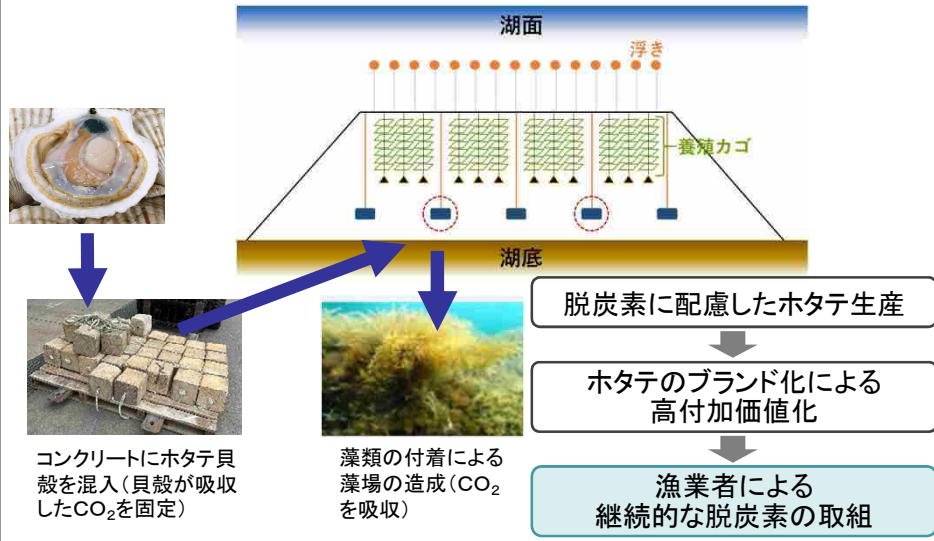 湖面
浮き
養殖カゴ
湖底
コンクリートにホタテ貝
殻を混入(貝殻が吸収
したCO₂を固定)
藻類の付着による
藻場の造成(CO₂
を吸収)
脱炭素に配慮したホタテ生産
ホタテのブランド化による
高付加価値化
漁業者による
継続的な脱炭素の取組